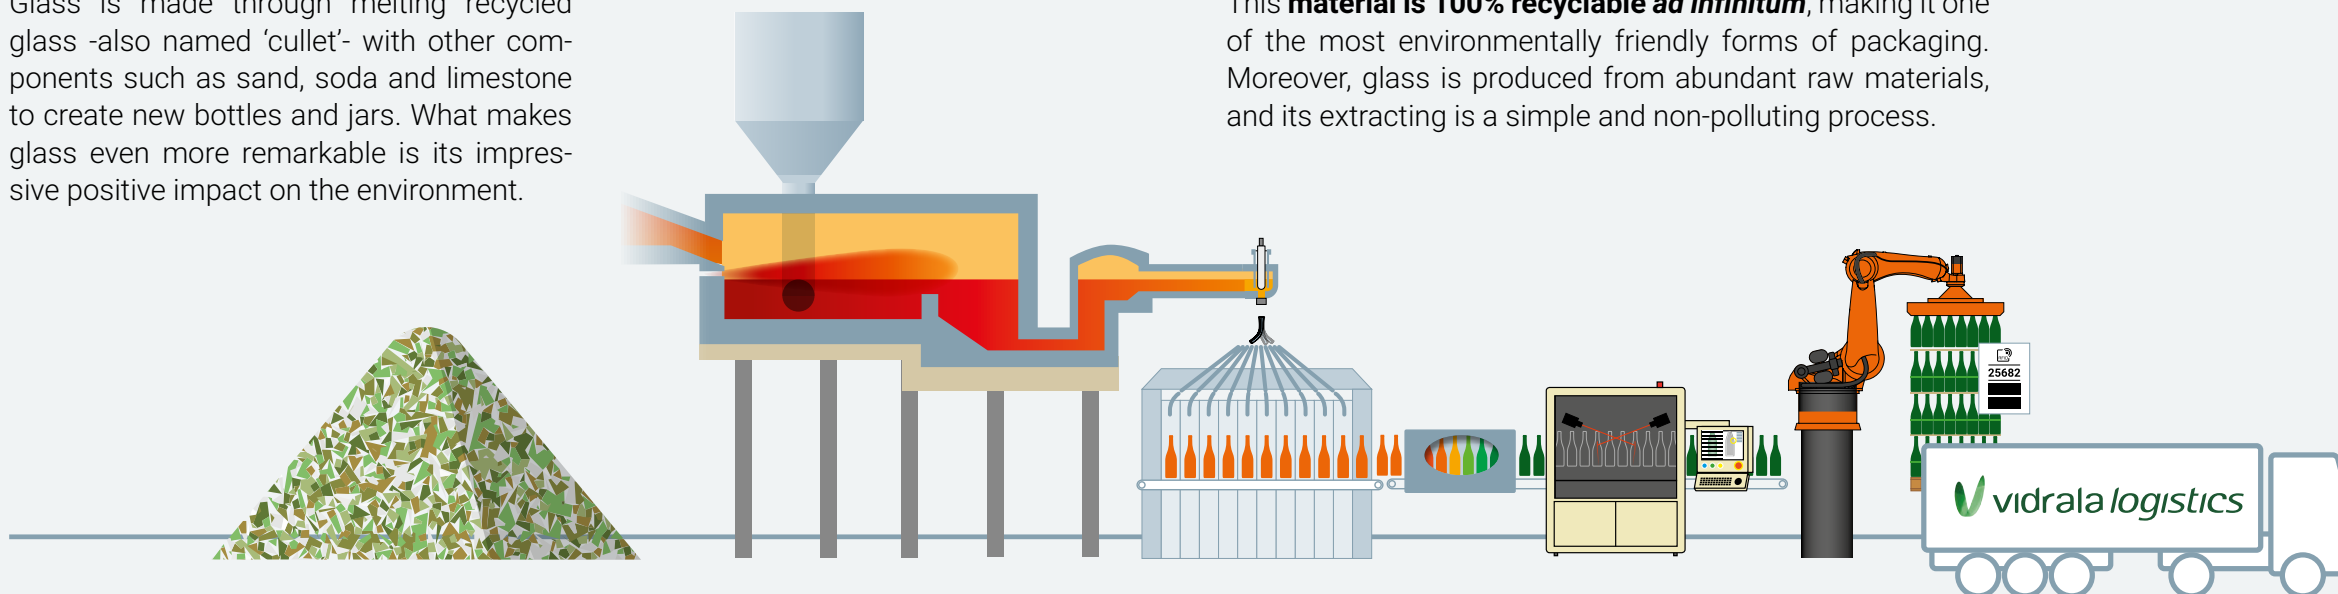 Glass is made through melting recycled
glass -also named ‘cullet’- with other com-
ponents such as sand, soda and limestone
to create new bottles and jars. What makes
glass even more remarkable is its impres-
sive positive impact on the environment.
This material is 100% recyclable ad infinitum, making it one
of the most environmentally friendly forms of packaging.
Moreover, glass is produced from abundant raw materials,
and its extracting is a simple and non-polluting process.
25682
vidrala logistics